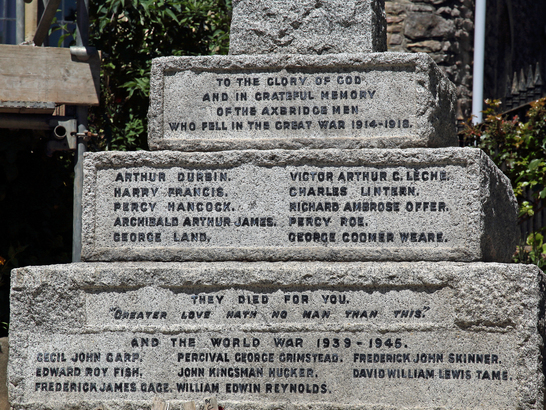 TO THE GLORY OF GOD
AND IN GRATEFUL MEMORY
OF THE AXBRIDGE MEN
WHO FELL IN THE GREAT WAR 1914-1918.
ARTHUR DURBIN. VICTOR ARTHUR C. LECHE.
HARRY FRANCIS. CHARLES LINTERN.
PERCY HANCOCK. RICHARD AMBROSE OFFER.
ARCHIBALD ARTHUR JAMES. PERCY ROE.
GEORGE LAND. GEORGE COOMER WEARE.
THEY DIED FOR YOU.
"GREATER LOVE HATH NO MAN THAN THIS."
AND THE WORLD WAR 1939-1945.
CECIL JOHN CARP. PERCIVAL GEORGE GRIMSTEAD. FREDERICK JOHN SKINNER.
EDWARD ROY FISH. JOHN KINGSMAN HUCKER. DAVID WILLIAM LEWIS TAME.
FREDERICK JAMES GAGE. WILLIAM EDWIN REYNOLDS.